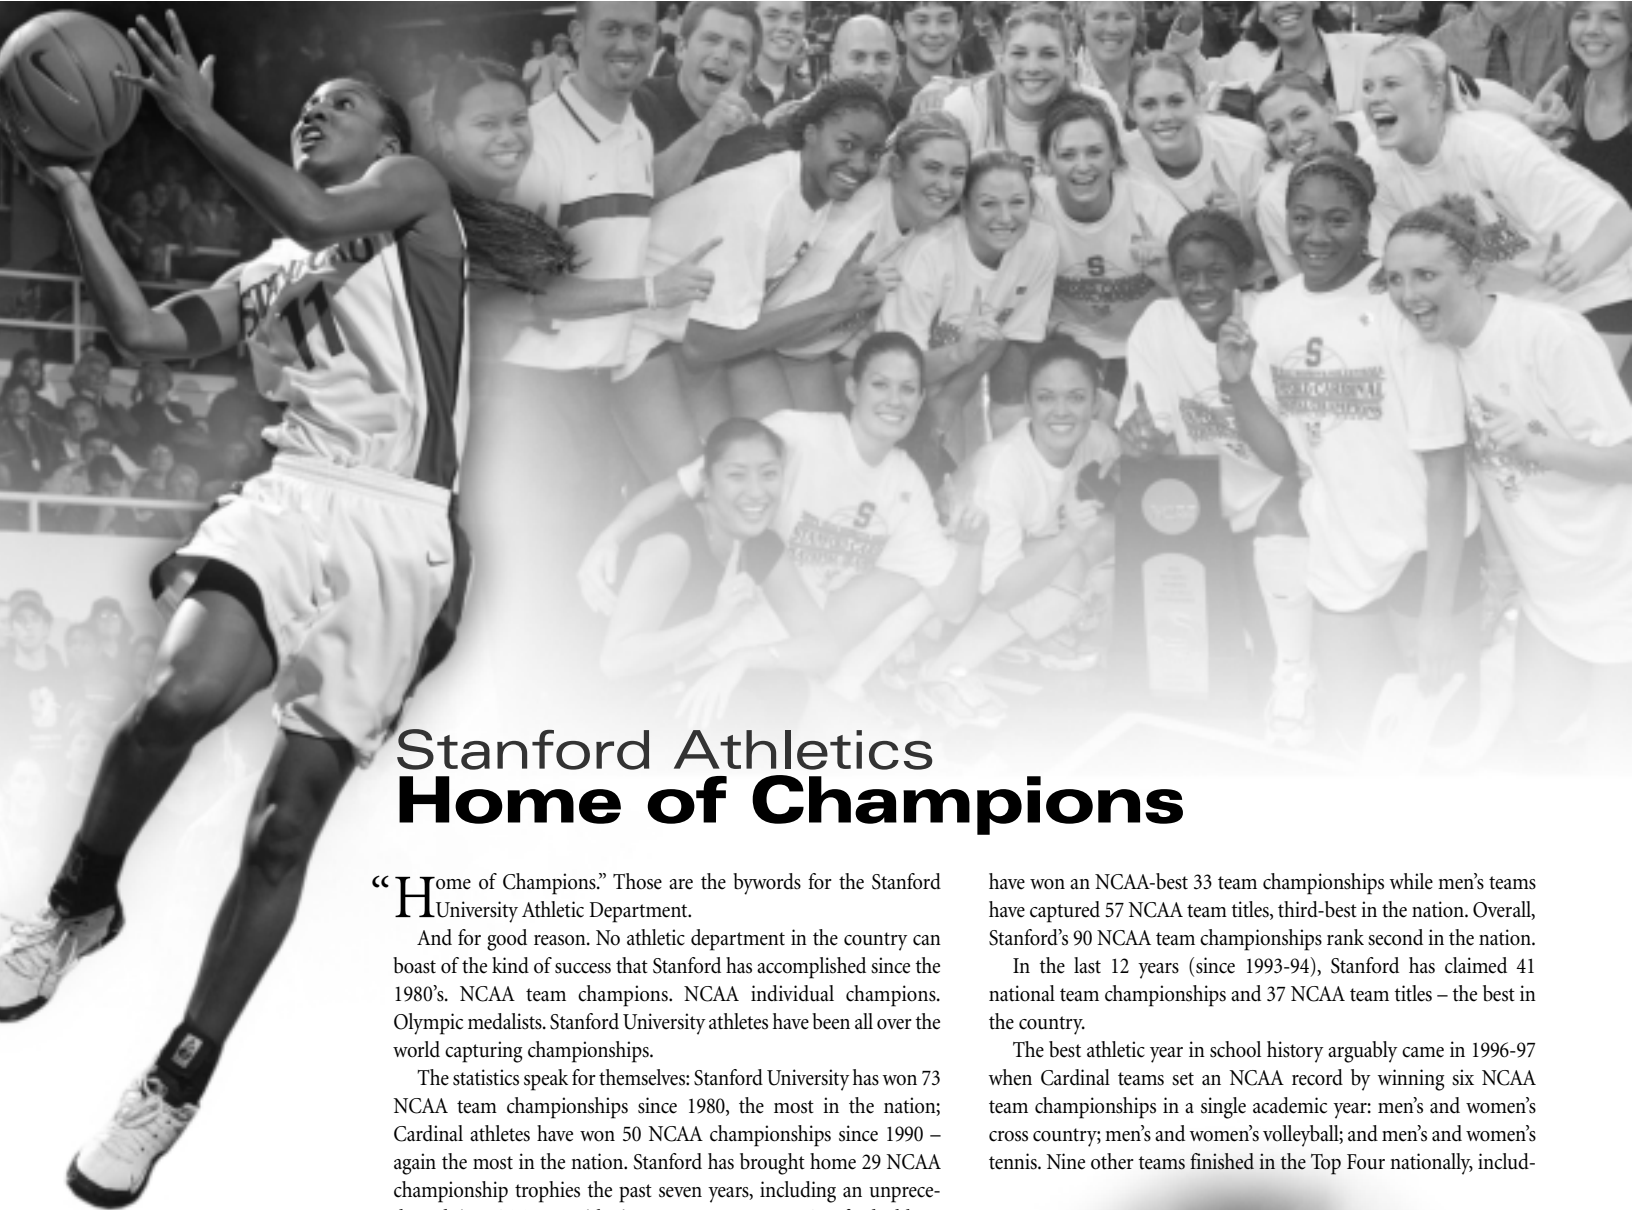 STANFORD
11
S
S
S
Stanford Athletics
Home of Champions
“Home of Champions.” Those are the bywords for the Stanford
University Athletic Department.
And for good reason. No athletic department in the country can
boast of the kind of success that Stanford has accomplished since the
1980’s. NCAA team champions. NCAA individual champions.
Olympic medalists. Stanford University athletes have been all over the
world capturing championships.
The statistics speak for themselves: Stanford University has won 73
NCAA team championships since 1980, the most in the nation;
Cardinal athletes have won 50 NCAA championships since 1990 –
again the most in the nation. Stanford has brought home 29 NCAA
championship trophies the past seven years, including an unprece-
have won an NCAA-best 33 team championships while men’s teams
have captured 57 NCAA team titles, third-best in the nation. Overall,
Stanford’s 90 NCAA team championships rank second in the nation.
In the last 12 years (since 1993-94), Stanford has claimed 41
national team championships and 37 NCAA team titles – the best in
the country.
The best athletic year in school history arguably came in 1996-97
when Cardinal teams set an NCAA record by winning six NCAA
team championships in a single academic year: men’s and women’s
cross country; men’s and women’s volleyball; and men’s and women’s
tennis. Nine other teams finished in the Top Four nationally, includ-